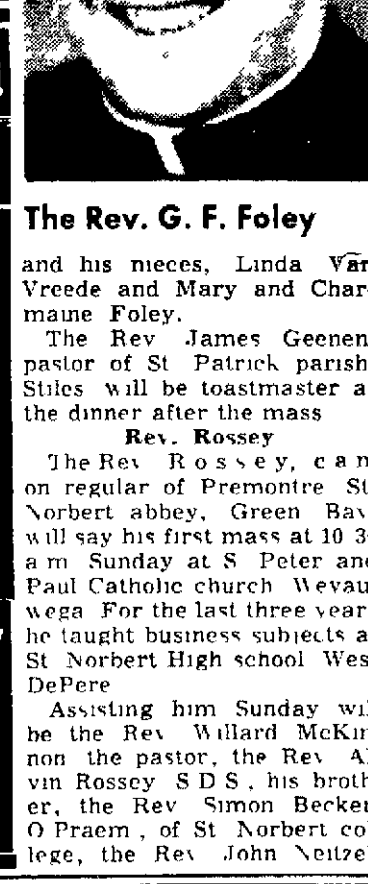 The Rev. G. F. Foley
and his nieces, Linda Van
Vreede and Mary and Char-
maine Foley.
The Rev James Geenen
pastor of St Patrick parish
Stiles will be toastmaster a
the dinner after the mass
Rev. Rossey
The Rev Rossey, can
on regular of Premontre St
Norbert abbey, Green Bay
will say his first mass at 10 3
a m Sunday at S Peter and
Paul Catholic church Weyau
wega For the last three year
he taught business subjects a
St Norbert High school Wes
DePere
Assisting him Sunday wil
be the Rev Willard McKin
non the pastor, the Rev Al
vin Rossey S D S , his broth
er, the Rev Simon Becker
O Praem , of St Norbert col
lege, the Rev John Neitzel